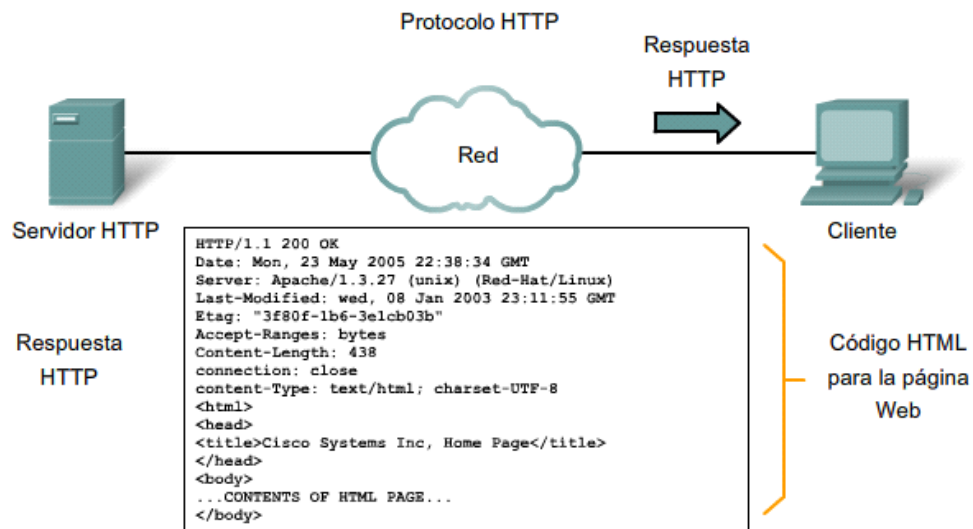 Protocolo HTTP
Respuesta
HTTP
Red
Servidor HTTP
Cliente
HTTP/1.1 200 OK
Date: Mon, 23 May 2005 22:38:34 GMT
Server: Apache/1.3.27 (unix) (Red-Hat/Linux)
Last-Modified: wed, 08 Jan 2003 23:11:55 GMT
Etag: "3f80f-1b6-3e1cb03b"
Accept-Ranges: bytes
Content-Length: 438
connection: close
content-Type: text/html; charset-UTF-8
<html>
<head>
<title>Cisco Systems Inc, Home Page</title>
</head>
<body>
...CONTENTS OF HTML PAGE...
</body>
Respuesta
HTTP
Código HTML
para la página
Web